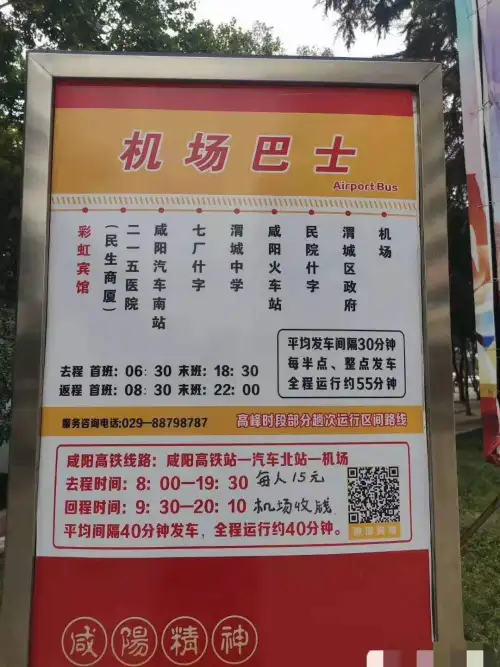 机场巴士
Airport Bus
彩虹宾馆
二一五医院
（民生商厦）
咸阳汽车南站
七厂什字
渭城中学
咸阳火车站
民院什字
渭城区政府
机场
平均发车间隔30分钟
每半点、整点发车
全程运行约55分钟
去程 首班：06：30 末班：18：30
返程 首班：08：30 末班：22：00
服务咨询电话:029—88798787
高峰时段部分趟次运行区间路线
咸阳高铁线路：咸阳高铁站—汽车北站—机场
去程时间：8：00—19：30 每人15元
回程时间：9：30—20：10 机场收钱
平均间隔40分钟发车，全程运行约40分钟。
咸陽精神